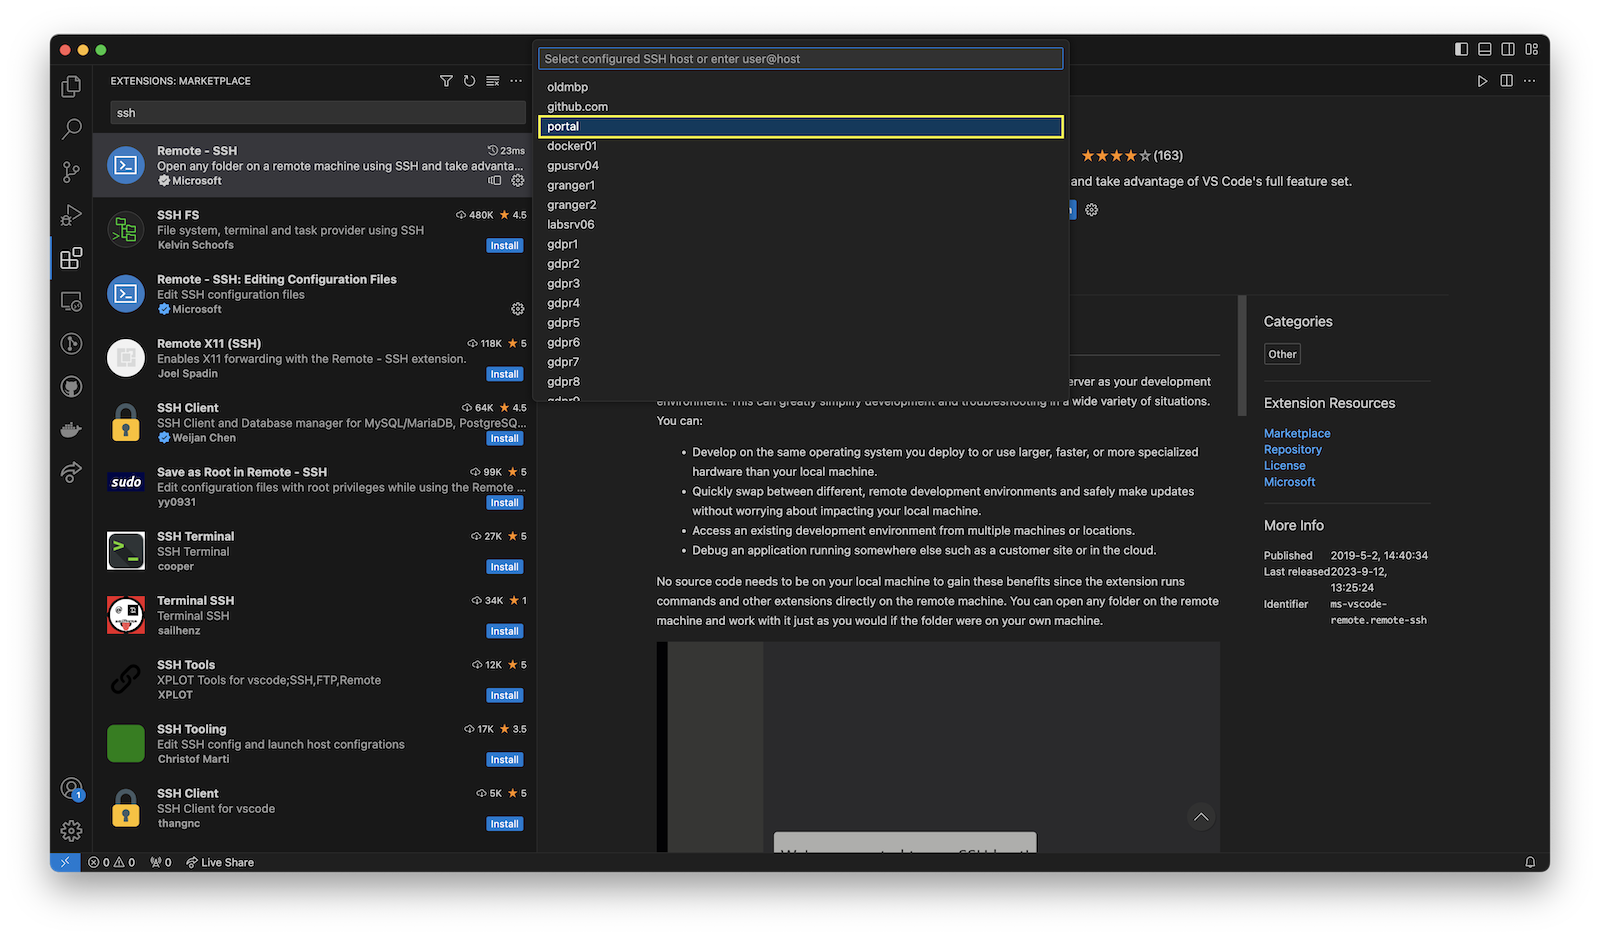 Select configured SSH host or enter user@host
oldmbp
github.com
portal
docker01
gpusrv04
granger1
granger2
labsrv06
gdpr1
gdpr2
gdpr3
gdpr4
gdpr5
gdpr6
gdpr7
gdpr8
EXTENSIONS: MARKETPLACE
ssh
Remote - SSH
23ms
Open any folder on a remote machine using SSH and take advanta...
Microsoft
SSH FS
480K
4.5
File system, terminal and task provider using SSH
Kelvin Schoofs
Install
Remote - SSH: Editing Configuration Files
Edit SSH configuration files
Microsoft
Remote X11 (SSH)
118K
5
Enables X11 forwarding with the Remote - SSH extension.
Joel Spadin
Install
SSH Client
64K
4.5
SSH Client and Database manager for MySQL/MariaDB, PostgreSQ...
Weijan Chen
Install
Save as Root in Remote - SSH
99K
5
sudo
Edit configuration files with root privileges while using the Remote ...
yy0931
Install
SSH Terminal
27K
5
SSH Terminal
cooper
Install
Terminal SSH
34K
1
Terminal SSH
sailhenz
Install
SSH Tools
12K
5
XPLOT Tools for vscode;SSH,FTP,Remote
XPLOT
Install
SSH Tooling
17K
3.5
Edit SSH config and launch host configrations
Christof Marti
Install
SSH Client
5K
5
SSH Client for vscode
thangnc
Install
(163)
and take advantage of VS Code's full feature set.
erver as your development
environment. This can greatly simplify development and troubleshooting in a wide variety of situations.
You can:
• Develop on the same operating system you deploy to or use larger, faster, or more specialized
hardware than your local machine.
• Quickly swap between different, remote development environments and safely make updates
without worrying about impacting your local machine.
• Access an existing development environment from multiple machines or locations.
• Debug an application running somewhere else such as a customer site or in the cloud.
No source code needs to be on your local machine to gain these benefits since the extension runs
commands and other extensions directly on the remote machine. You can open any folder on the remote
machine and work with it just as you would if the folder were on your own machine.
Categories
Other
Extension Resources
Marketplace
Repository
License
Microsoft
More Info
Published 2019-5-2, 14:40:34
Last released 2023-9-12,
13:25:24
Identifier ms-vscode-
remote.remote-ssh
1
0 0 0 Live Share